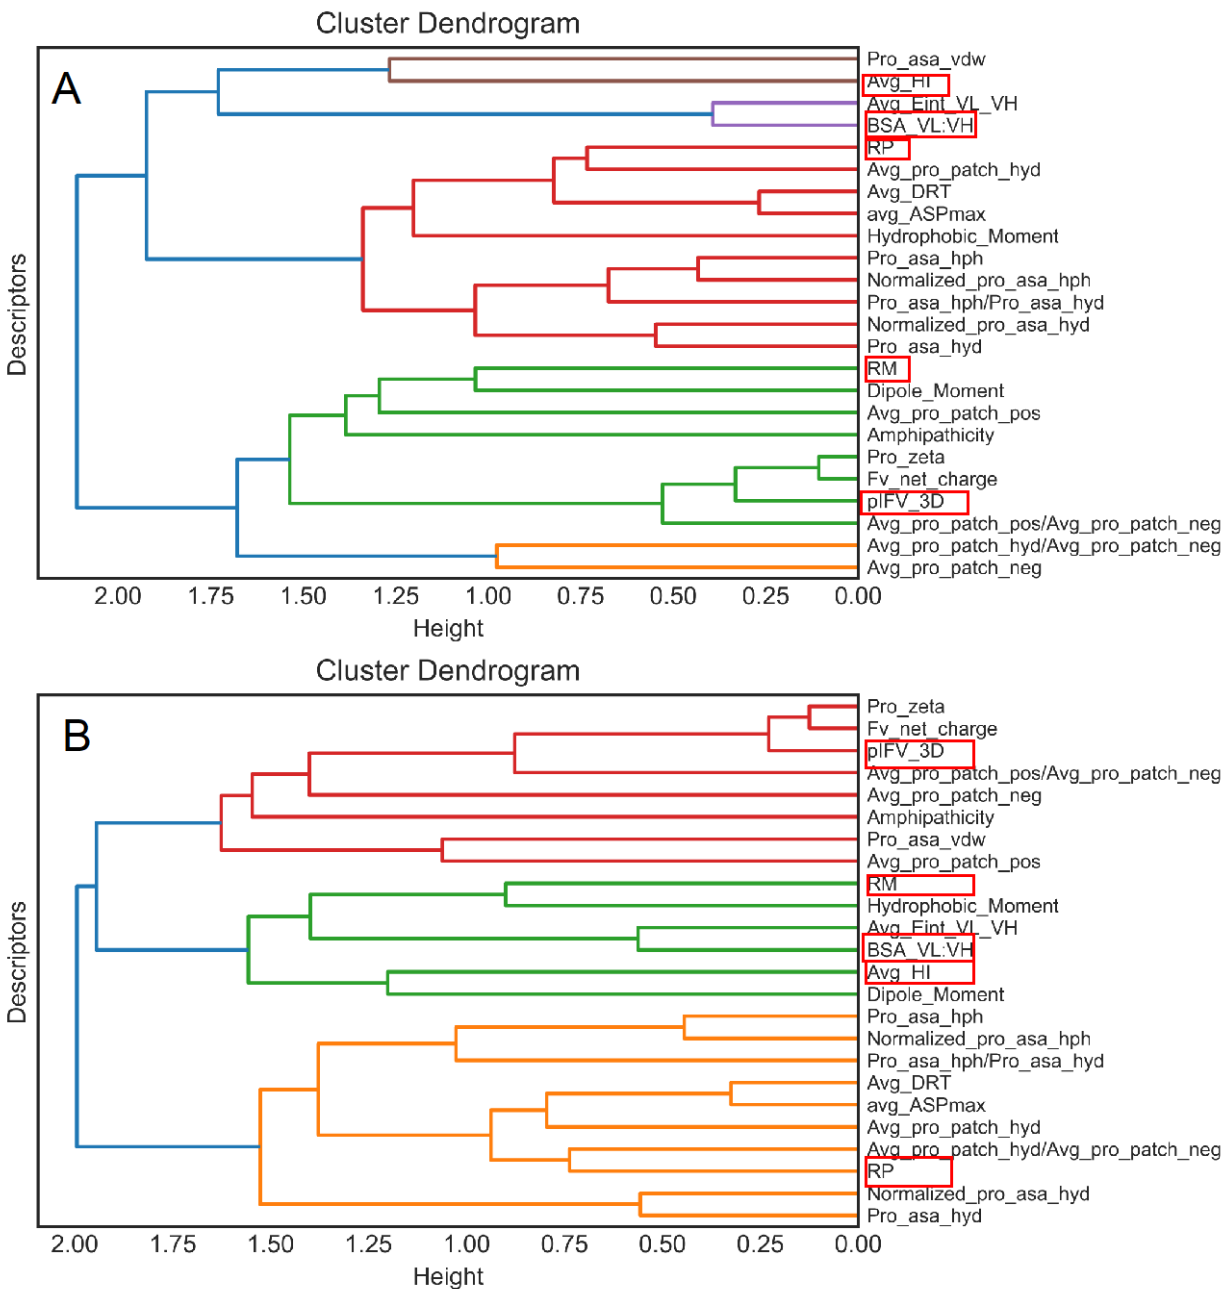 Cluster Dendrogram
A
Descriptors
Pro_asa_vdw
Avg_HI
Avg_Eint_VL_VH
BSA_VL:VH
RP
Avg_pro_patch_hyd
Avg_DRT
avg_ASPmax
Hydrophobic_Moment
Pro_asa_hph
Normalized_pro_asa_hph
Pro_asa_hph/Pro_asa_hyd
Normalized_pro_asa_hyd
Pro_asa_hyd
RM
Dipole_Moment
Avg_pro_patch_pos
Amphipathicity
Pro_zeta
Fv_net_charge
pIFV_3D
Avg_pro_patch_pos/Avg_pro_patch_neg
Avg_pro_patch_hyd/Avg_pro_patch_neg
Avg_pro_patch_neg
2.00 1.75 1.50 1.25 1.00 0.75 0.50 0.25 0.00
Height
Cluster Dendrogram
B
Descriptors
Pro_zeta
Fv_net_charge
pIFV_3D
Avg_pro_patch_pos/Avg_pro_patch_neg
Avg_pro_patch_neg
Amphipathicity
Pro_asa_vdw
Avg_pro_patch_pos
RM
Hydrophobic_Moment
Avg_Eint_VL_VH
BSA_VL:VH
Avg_HI
Dipole_Moment
Pro_asa_hph
Normalized_pro_asa_hph
Pro_asa_hph/Pro_asa_hyd
Avg_DRT
avg_ASPmax
Avg_pro_patch_hyd
Avg_pro_patch_hyd/Avg_pro_patch_neg
RP
Normalized_pro_asa_hyd
Pro_asa_hyd
2.00 1.75 1.50 1.25 1.00 0.75 0.50 0.25 0.00
Height